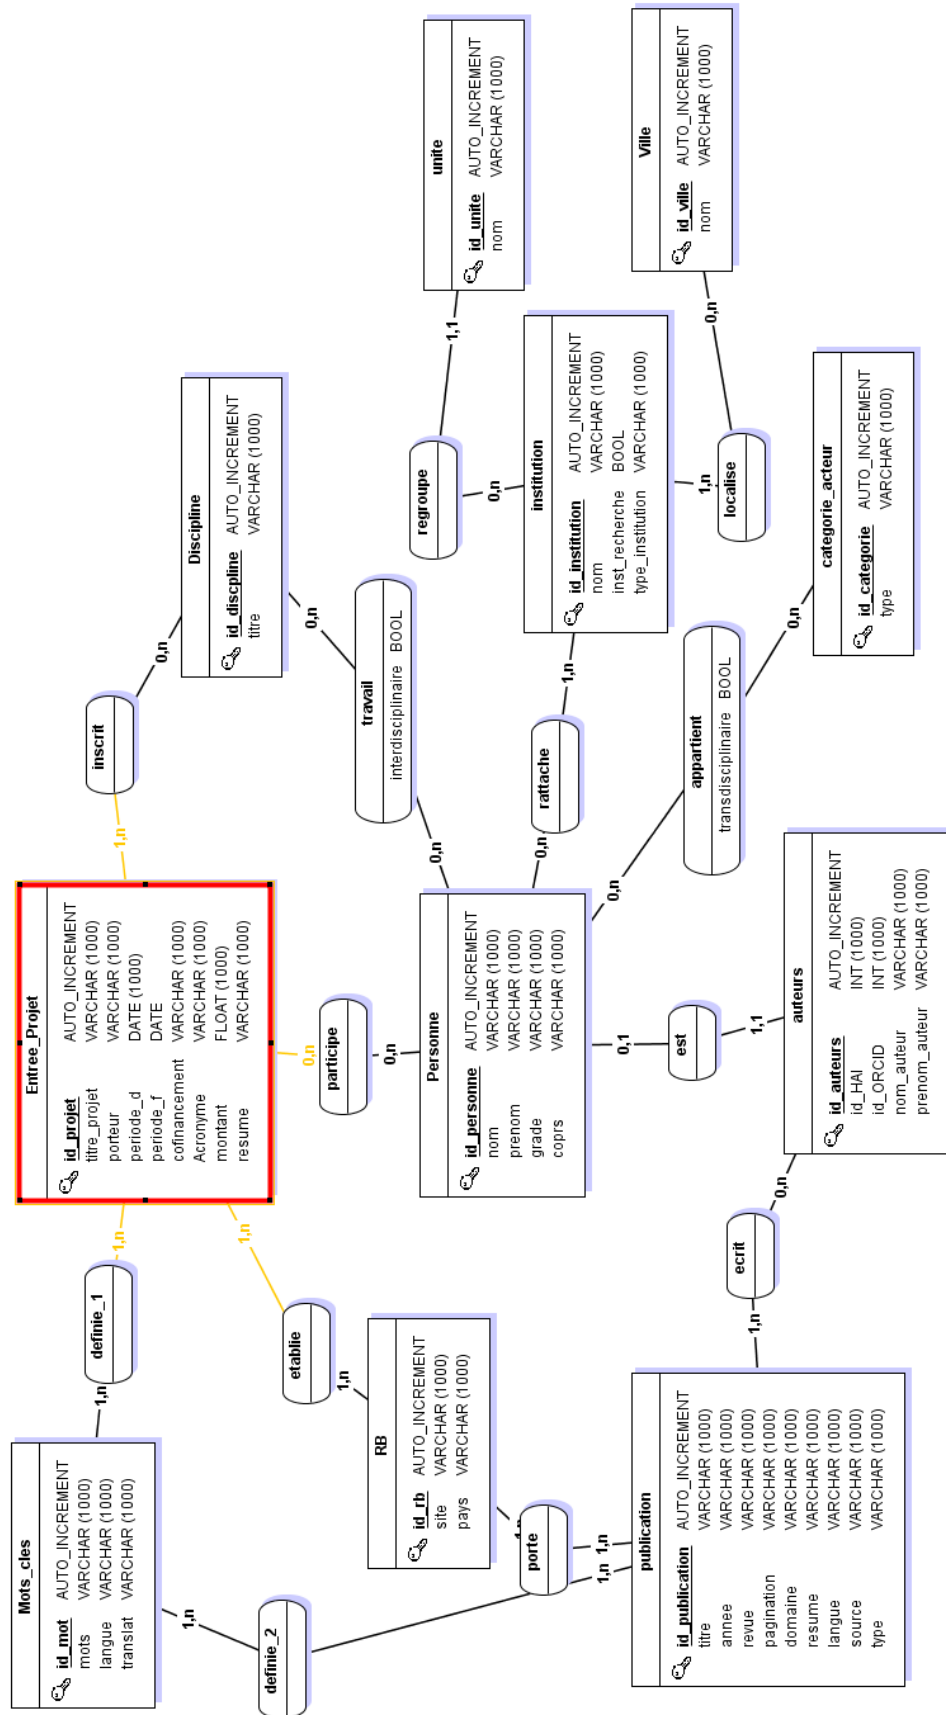 Mots_cles
id_mot AUTO_INCREMENT
mots VARCHAR (1000)
langue VARCHAR (1000)
translat VARCHAR (1000)
1,n
definie_1
1,n
Entree_Projet
id_projet AUTO_INCREMENT
titre_projet VARCHAR (1000)
porteur VARCHAR (1000)
periode_d DATE (1000)
periode_f DATE
cofinancement VARCHAR (1000)
Acronyme VARCHAR (1000)
montant FLOAT (1000)
resume VARCHAR (1000)
1,n
inscrit
0,n
Discipline
id_discpline AUTO_INCREMENT
titre VARCHAR (1000)
1,n
definie_2
1,n
1,n
etablie
1,n
RB
id_rb AUTO_INCREMENT
site VARCHAR (1000)
pays VARCHAR (1000)
0,n
participe
0,n
Personne
id_personne AUTO_INCREMENT
nom VARCHAR (1000)
prenom VARCHAR (1000)
grade VARCHAR (1000)
coprs VARCHAR (1000)
0,n
travail
interdisciplinaire BOOL
0,n
regroupe
1,1
0,n
unite
id_unite AUTO_INCREMENT
nom VARCHAR (1000)
1,n
porte
1,n
0,n
rattache
1,n
institution
id_institution AUTO_INCREMENT
nom VARCHAR (1000)
inst_recherche BOOL
type_institution VARCHAR (1000)
publication
id_publication AUTO_INCREMENT
titre VARCHAR (1000)
annee VARCHAR (1000)
revue VARCHAR (1000)
pagination VARCHAR (1000)
domaine VARCHAR (1000)
resume VARCHAR (1000)
langue VARCHAR (1000)
source VARCHAR (1000)
type VARCHAR (1000)
0,1
est
1,1
0,n
appartient
transdisciplinaire BOOL
0,n
1,n
localise
0,n
Ville
id_ville AUTO_INCREMENT
nom VARCHAR (1000)
1,n
ecrit
0,n
auteurs
id_auteurs AUTO_INCREMENT
id_HAl INT (1000)
id_ORCID INT (1000)
nom_auteur VARCHAR (1000)
prenom_auteur VARCHAR (1000)
categorie_acteur
id_categorie AUTO_INCREMENT
type VARCHAR (1000)